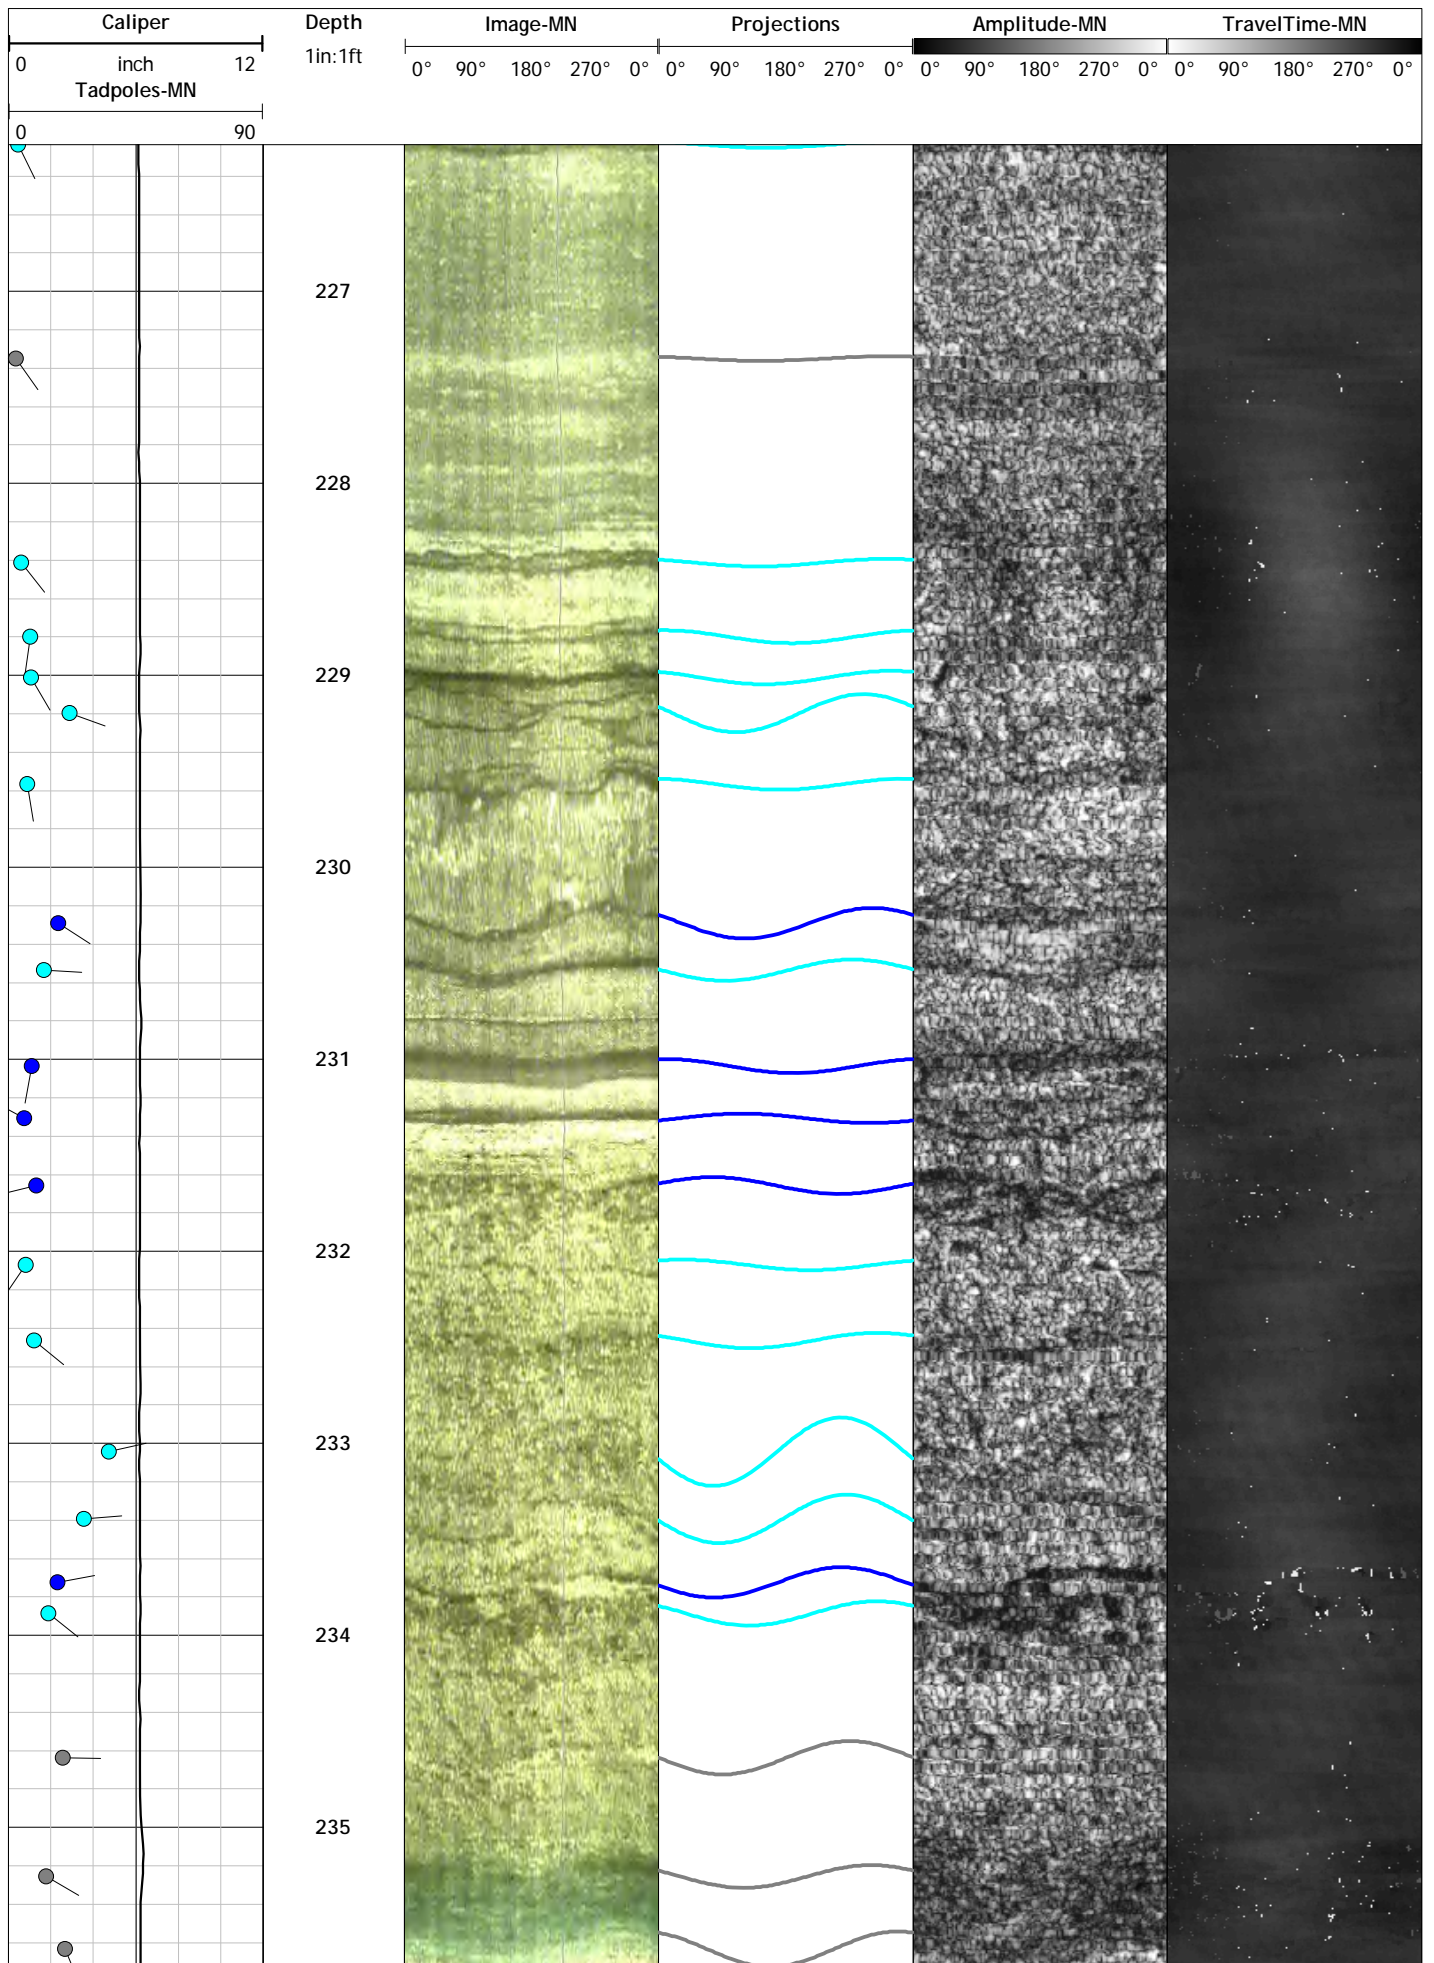 Caliper Depth Image-MN Projections Amplitude-MN TravelTime-MN
0 inch 12 1in:1ft
0° 90° 180° 270° 0° 0° 90° 180° 270° 0° 0° 90° 180° 270° 0° 0° 90° 180° 270° 0°
Tadpoles-MN
0 90
227
228
229
230
231
232
233
234
235